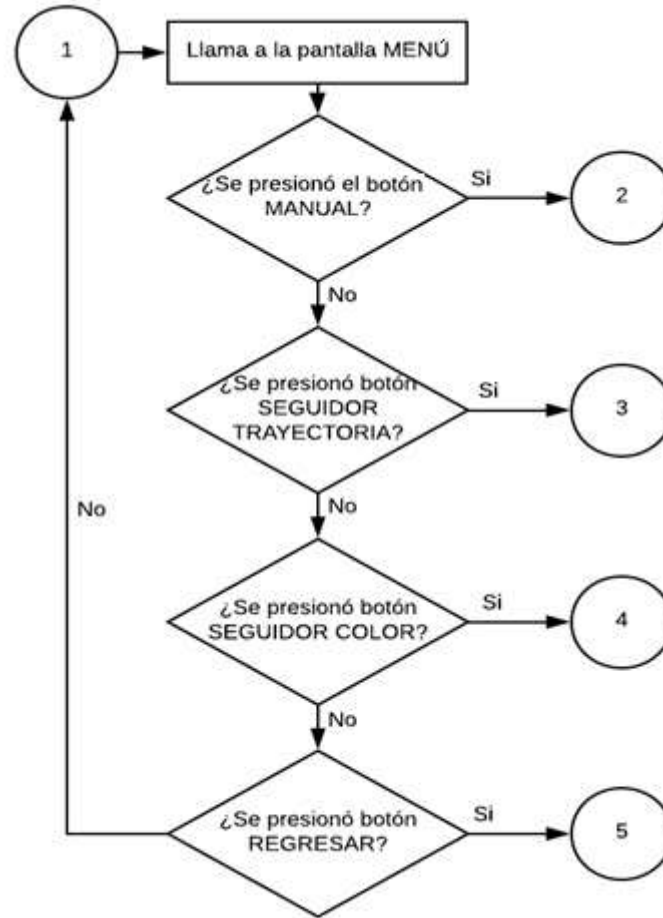 1
Llama a la pantalla MENÚ
¿Se presionó el botón
MANUAL?
Si
2
No
¿Se presionó botón
SEGUIDOR
TRAYECTORIA?
Si
3
No
No
¿Se presionó botón
SEGUIDOR COLOR?
Si
4
No
¿Se presionó botón
REGRESAR?
Si
5